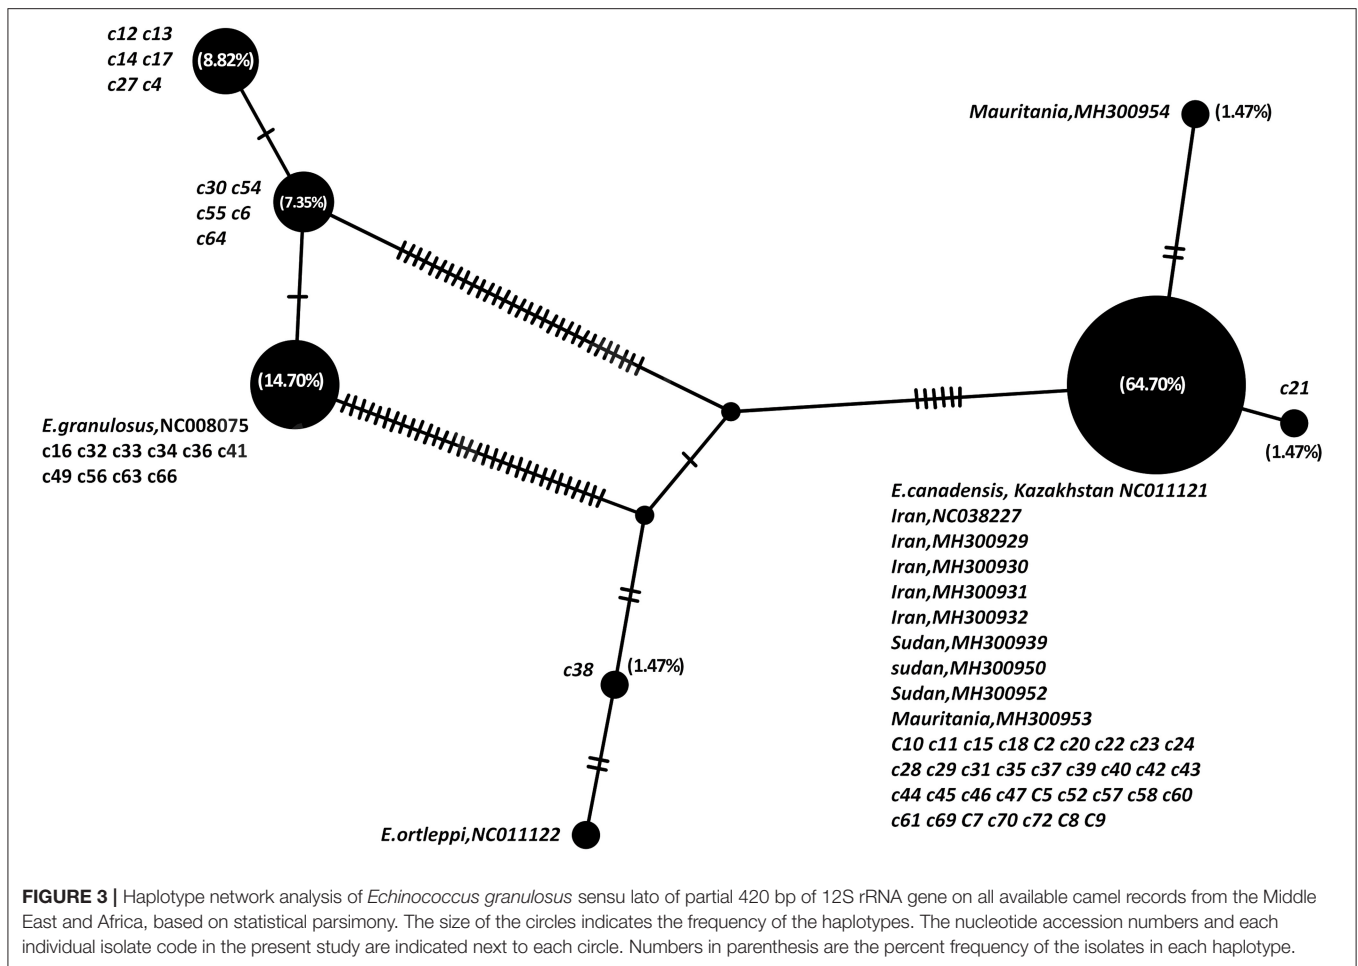 c12 c13
c14 c17
c27 c4
(8.82%)
Mauritania,MH300954
(1.47%)
c30 c54
c55 c6
c64
(7.35%)
(14.70%)
E.granulosus,NC008075
c16 c32 c33 c34 c36 c41
c49 c56 c63 c66
(64.70%)
c21
(1.47%)
E.canadensis, Kazakhstan NC011121
Iran,NC038227
Iran,MH300929
Iran,MH300930
Iran,MH300931
Iran,MH300932
Sudan,MH300939
sudan,MH300950
Sudan,MH300952
Mauritania,MH300953
C10 c11 c15 c18 C2 c20 c22 c23 c24
c28 c29 c31 c35 c37 c39 c40 c42 c43
c44 c45 c46 c47 C5 c52 c57 c58 c60
c61 c69 C7 c70 c72 C8 C9
c38
(1.47%)
E.ortleppi,NC011122
FIGURE 3 | Haplotype network analysis of Echinococcus granulosus sensu lato of partial 420 bp of 12S rRNA gene on all available camel records from the Middle
East and Africa, based on statistical parsimony. The size of the circles indicates the frequency of the haplotypes. The nucleotide accession numbers and each
individual isolate code in the present study are indicated next to each circle. Numbers in parenthesis are the percent frequency of the isolates in each haplotype.